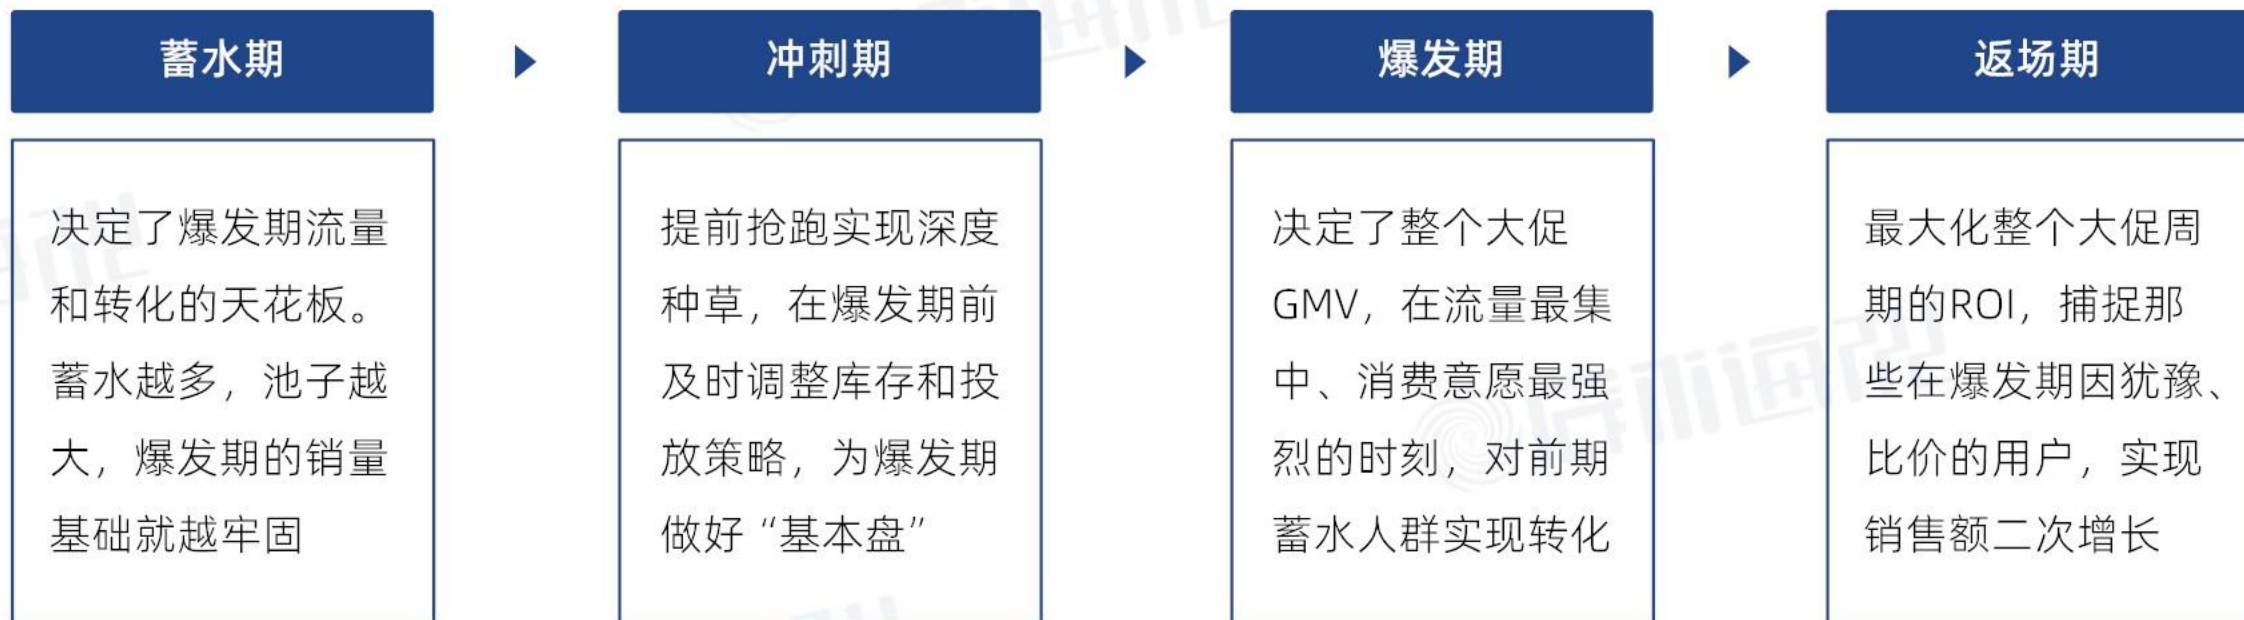 蓄水期
决定了爆发期流量
和转化的天花板。
蓄水越多，池子越
大，爆发期的销量
基础就越牢固
冲刺期
提前抢跑实现深度
种草，在爆发期前
及时调整库存和投
放策略，为爆发期
做好“基本盘”
爆发期
决定了整个大促
GMV，在流量最集
中、消费意愿最强
烈的时刻，对前期
蓄水人群实现转化
返场期
最大化整个大促周
期的ROI，捕捉那
些在爆发期因犹豫、
比价的用户，实现
销售额二次增长